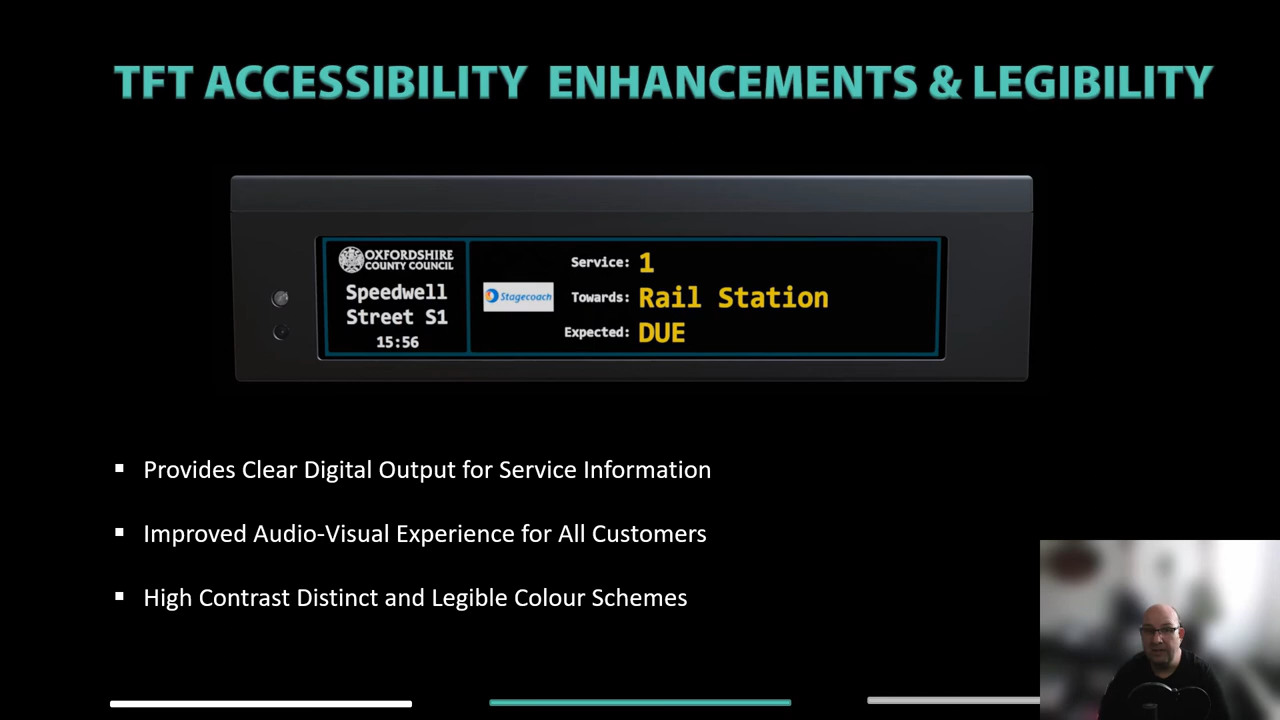 TFT ACCESSIBILITY ENHANCEMENTS & LEGIBILITY
OXFORDSHIRE
COUNTY COUNCIL
Speedwell
Street S1
15:56
Stagecoach
Service: 1
Towards: Rail Station
Expected: DUE
▪ Provides Clear Digital Output for Service Information
▪ Improved Audio-Visual Experience for All Customers
▪ High Contrast Distinct and Legible Colour Schemes